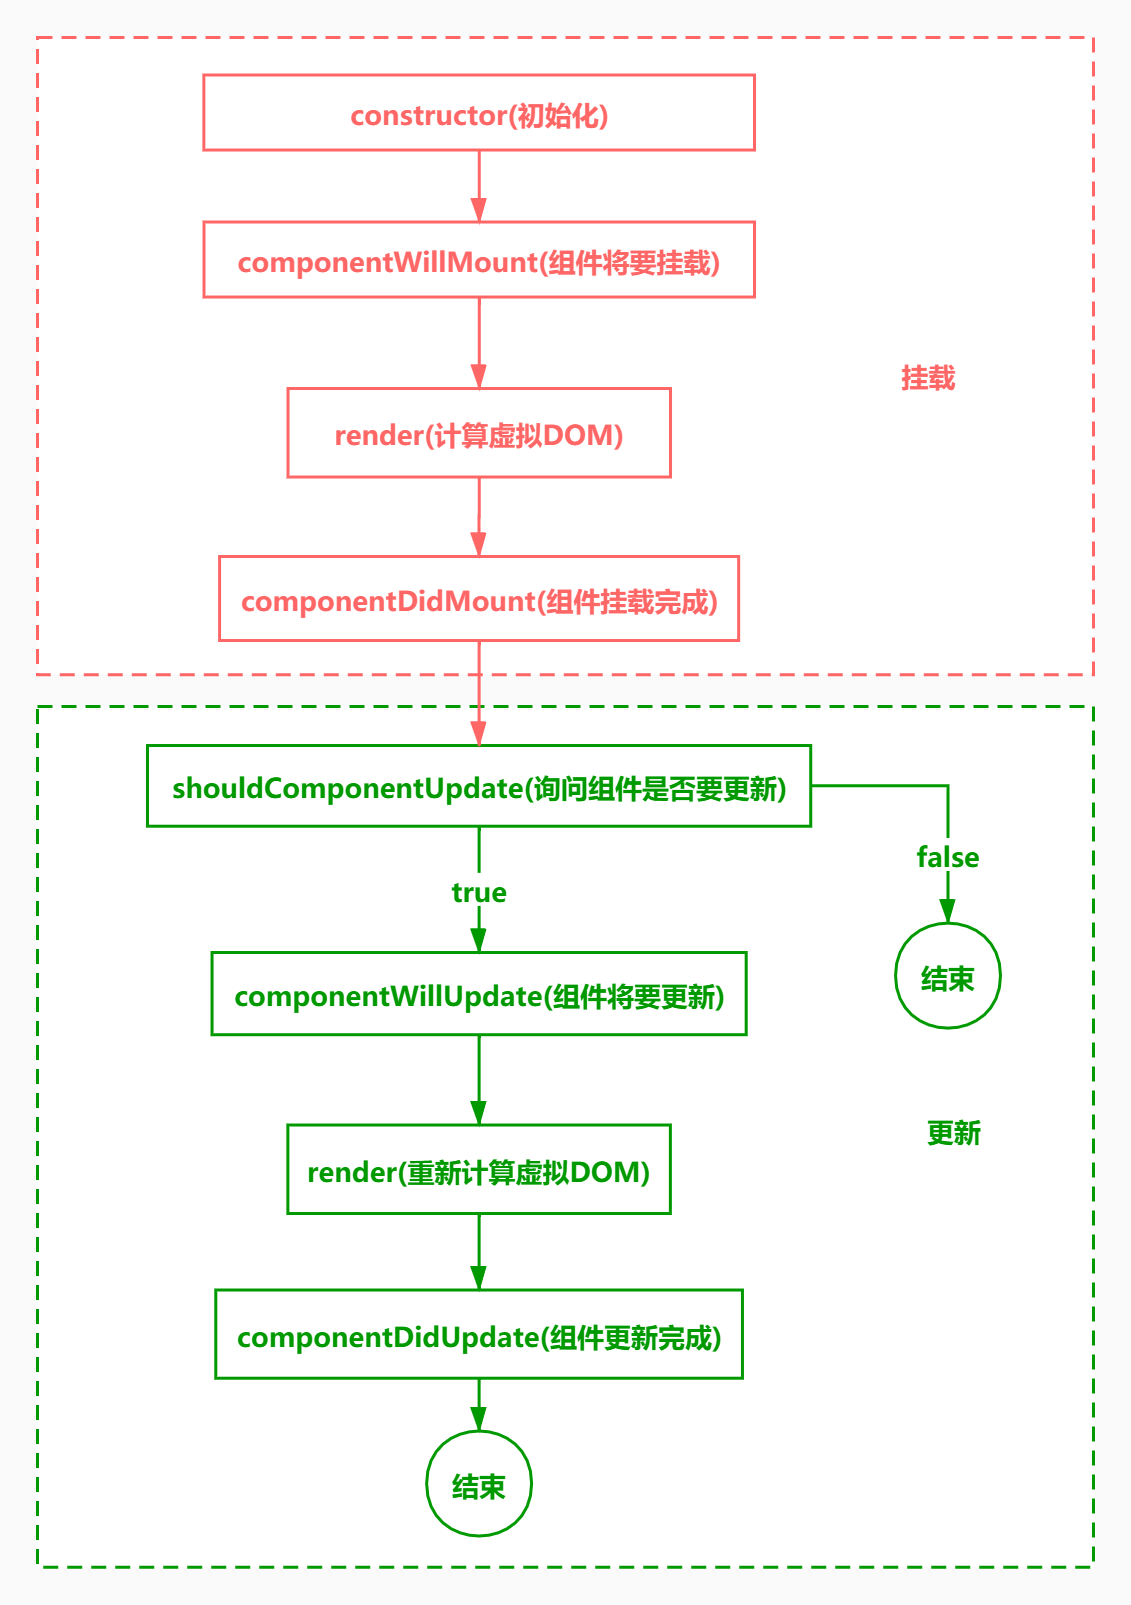 constructor(初始化)
componentWillMount(组件将要挂载)
挂载
render(计算虚拟DOM)
componentDidMount(组件挂载完成)
shouldComponentUpdate(询问组件是否要更新)
false
true
结束
componentWillUpdate(组件将要更新)
更新
render(重新计算虚拟DOM)
componentDidUpdate(组件更新完成)
结束